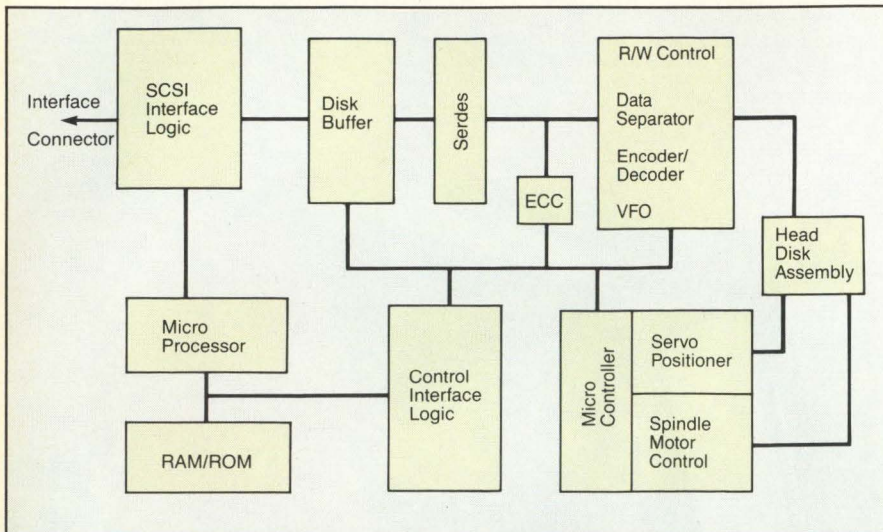 Interface
Connector
SCSI
Interface
Logic
Disk
Buffer
Serdes
ECC
R/W Control
Data
Separator
Encoder/
Decoder
VFO
Head
Disk
Assembly
Micro
Processor
RAM/ROM
Control
Interface
Logic
Micro
Controller
Servo
Positioner
Spindle
Motor
Control